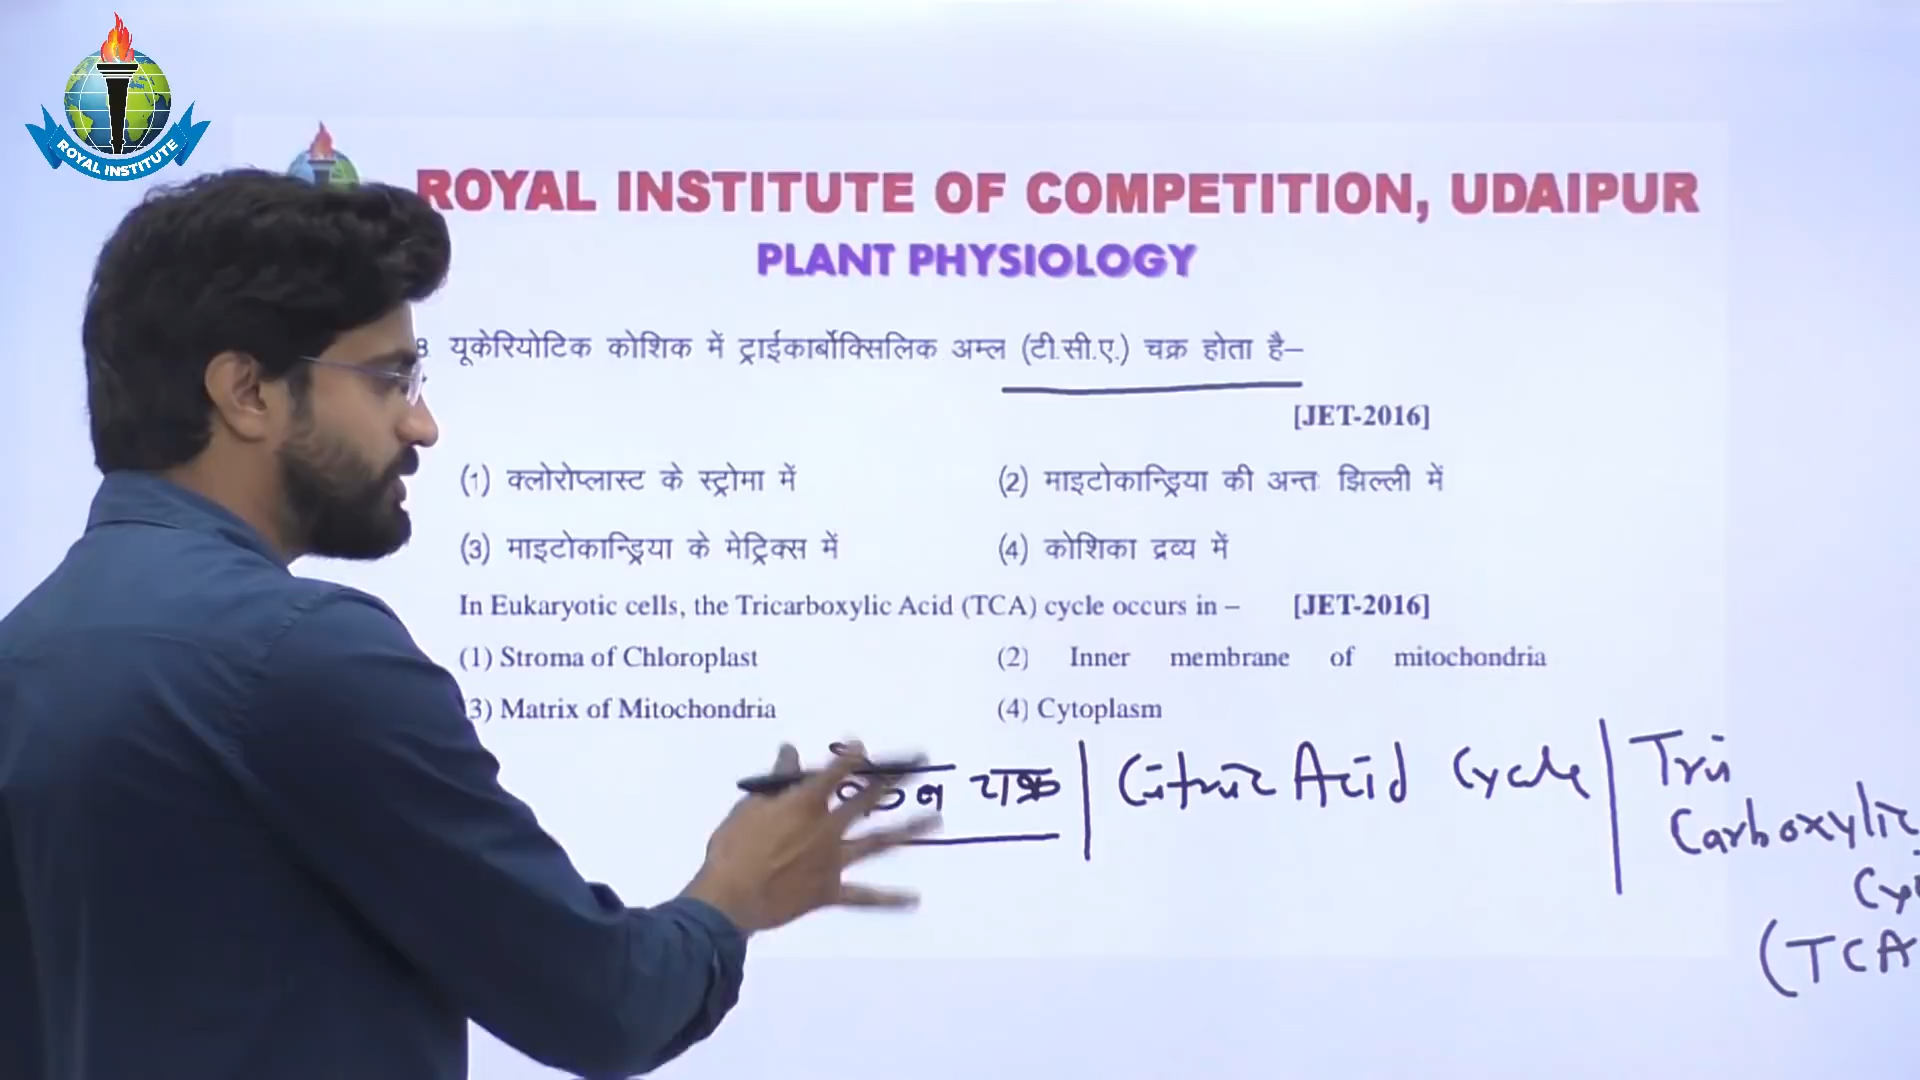 ROYAL INSTITUTE
ROYAL INSTITUTE OF COMPETITION, UDAIPUR
PLANT PHYSIOLOGY
8 यूकेरियोटिक कोशिक में ट्राईकार्बोक्सिलिक अम्ल (टी.सी.ए.) चक्र होता है–
[JET-2016]
(1) क्लोरोप्लास्ट के स्ट्रोमा में (2) माइटोकान्ड्रिया की अन्त: झिल्ली में
(3) माइटोकान्ड्रिया के मेट्रिक्स में (4) कोशिका द्रव्य में
In Eukaryotic cells, the Tricarboxylic Acid (TCA) cycle occurs in – [JET-2016]
(1) Stroma of Chloroplast (2) Inner membrane of mitochondria
3) Matrix of Mitochondria (4) Cytoplasm
चक्र | Citric Acid Cycle | Tri
Carboxylic
(TCA